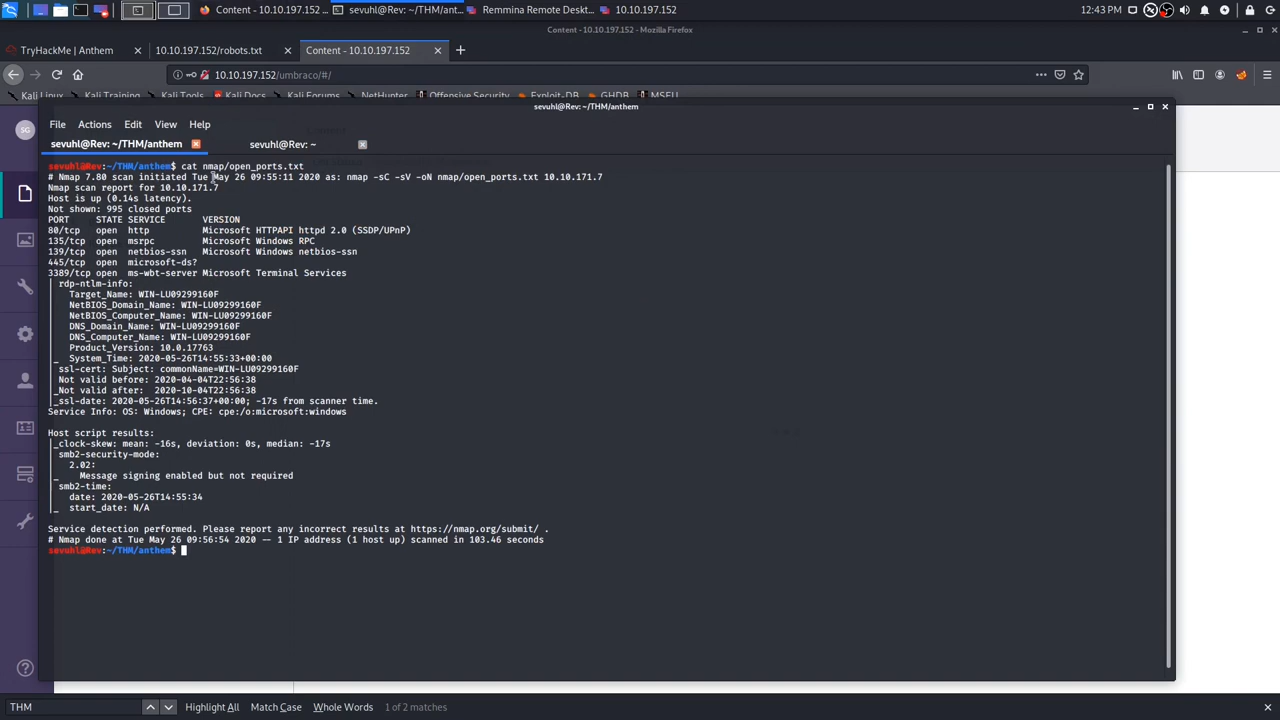 Content - 10.10.197.152 ...
sevuhl@Rev: ~/THM/ant...
Remmina Remote Deskt...
10.10.197.152
12:43 PM
Content - 10.10.197.152 - Mozilla Firefox
TryHackMe | Anthem
10.10.197.152/robots.txt
Content - 10.10.197.152
10.10.197.152/umbraco/#/
Kali Linux
Kali Training
Kali Tools
Kali Docs
Kali Forums
NetHunter
Offensive Security
Exploit-DB
GHDB
MSFU
sevuhl@Rev: ~/THM/anthem
SG
File Actions Edit View Help
sevuhl@Rev: ~/THM/anthem
sevuhl@Rev: ~
sevuhl@Rev:~/THM/anthem$ cat nmap/open_ports.txt
# Nmap 7.80 scan initiated Tue May 26 09:55:11 2020 as: nmap -sC -sV -oN nmap/open_ports.txt 10.10.171.7
Nmap scan report for 10.10.171.7
Host is up (0.14s latency).
Not shown: 995 closed ports
PORT     STATE SERVICE       VERSION
80/tcp   open  http          Microsoft HTTPAPI httpd 2.0 (SSDP/UPnP)
135/tcp  open  msrpc         Microsoft Windows RPC
139/tcp  open  netbios-ssn   Microsoft Windows netbios-ssn
445/tcp  open  microsoft-ds?
3389/tcp open  ms-wbt-server Microsoft Terminal Services
| rdp-ntlm-info:
|   Target_Name: WIN-LU09299160F
|   NetBIOS_Domain_Name: WIN-LU09299160F
|   NetBIOS_Computer_Name: WIN-LU09299160F
|   DNS_Domain_Name: WIN-LU09299160F
|   DNS_Computer_Name: WIN-LU09299160F
|   Product_Version: 10.0.17763
|_  System_Time: 2020-05-26T14:55:33+00:00
| ssl-cert: Subject: commonName=WIN-LU09299160F
| Not valid before: 2020-04-04T22:56:38
|_Not valid after:  2020-10-04T22:56:38
|_ssl-date: 2020-05-26T14:56:37+00:00; -17s from scanner time.
Service Info: OS: Windows; CPE: cpe:/o:microsoft:windows
Host script results:
|_clock-skew: mean: -16s, deviation: 0s, median: -17s
| smb2-security-mode:
|   2.02:
|_    Message signing enabled but not required
| smb2-time:
|   date: 2020-05-26T14:55:34
|_  start_date: N/A
Service detection performed. Please report any incorrect results at https://nmap.org/submit/ .
# Nmap done at Tue May 26 09:56:54 2020 -- 1 IP address (1 host up) scanned in 103.46 seconds
sevuhl@Rev:~/THM/anthem$
THM
Highlight All
Match Case
Whole Words
1 of 2 matches